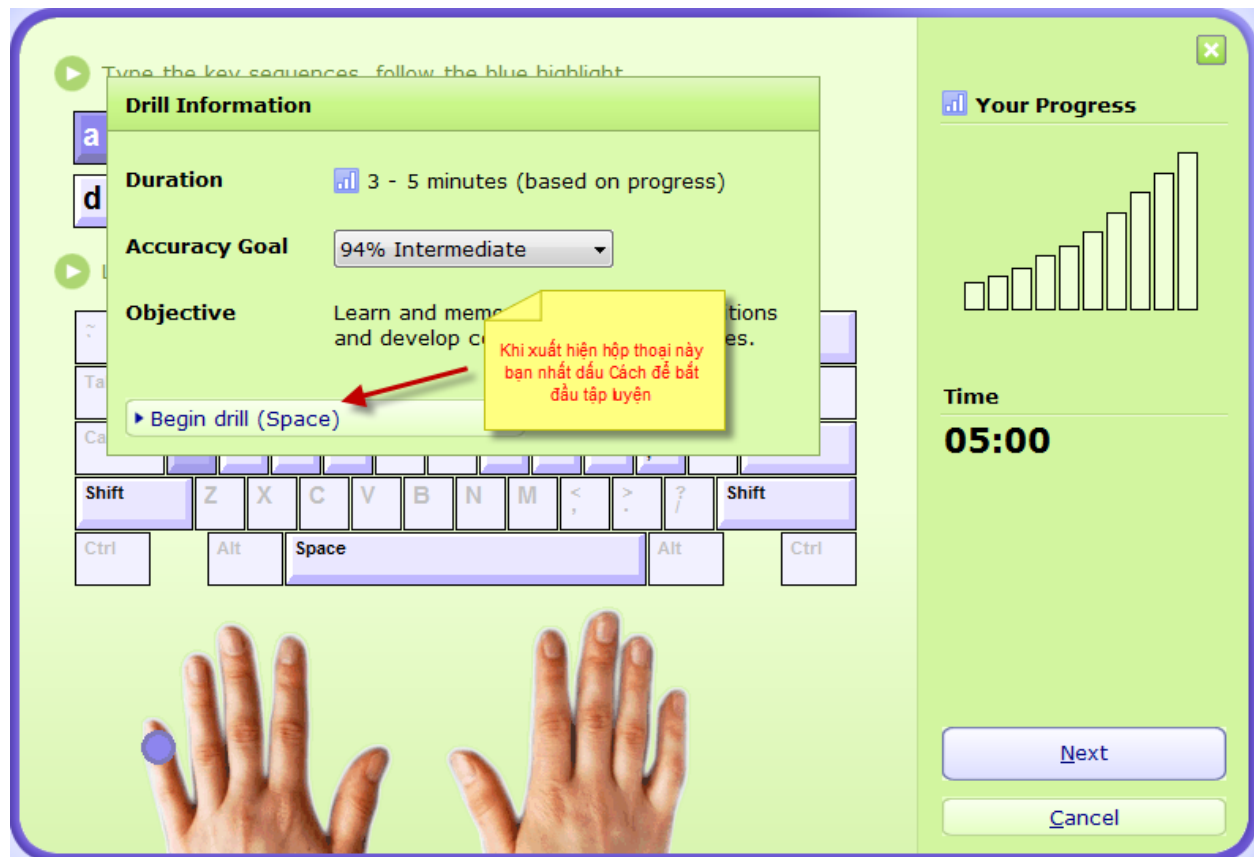 Type the key sequences, follow the blue highlight
Drill Information
a
d
Duration
3 - 5 minutes (based on progress)
Accuracy Goal
94% Intermediate
Objective
Learn and tions
and develop es.
Khi xuất hiện hộp thoại này
bạn nhất dấu Cách để bắt
đầu tập luyện
Begin drill (Space)
~
Shift Z X C V B N M < , > . ? / Shift
Ctrl Alt Space Alt Ctrl
Your Progress
Time
05:00
Next
Cancel